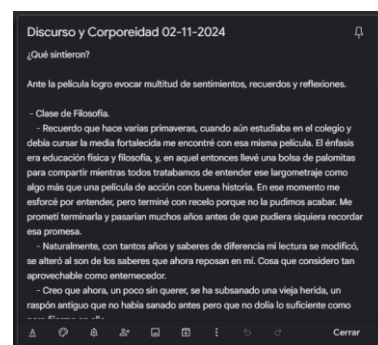 Discurso y Corporeidad 02-11-2024
¿Qué sintieron?
Ante la película logro evocar multitud de sentimientos, recuerdos y reflexiones.
- Clase de Filosofía.
- Recuerdo que hace varias primaveras, cuando aún estudiaba en el colegio y
debía cursar la media fortalecida me encontré con esa misma película. El énfasis
era educación física y filosofía, y, en aquel entonces llevé una bolsa de palomitas
para compartir mientras todos tratabamos de entender ese largometraje como
algo más que una película de acción con buena historia. En ese momento me
esforcé por entender, pero terminé con recelo porque no la pudimos acabar. Me
prometí terminarla y pasarían muchos años antes de que pudiera siquiera recordar
esa promesa.
- Naturalmente, con tantos años y saberes de diferencia mi lectura se modificó,
se alteró al son de los saberes que ahora reposan en mí. Cosa que considero tan
aprovechable como enternecedor.
- Creo que ahora, un poco sin querer, se ha subsanado una vieja herida, un
raspón antiguo que no había sanado antes pero que no dolía lo suficiente como
Cerrar